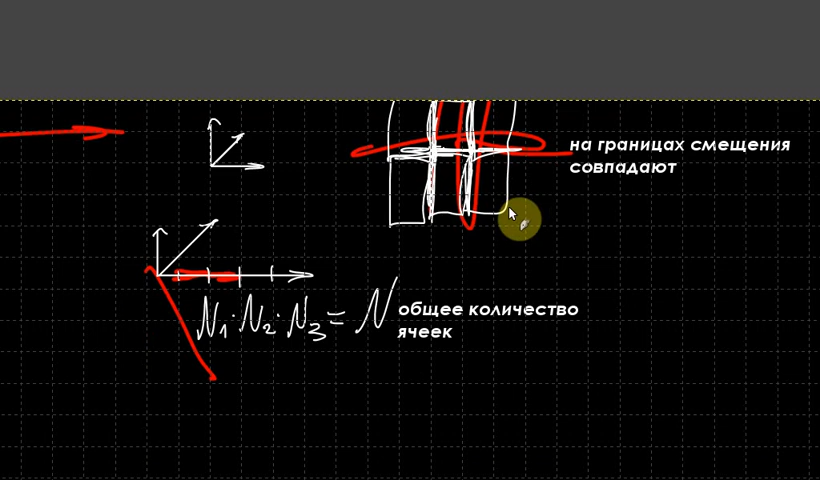 на границах смещения
совпадают
N₁·N₂·N₃=N
общее количество
ячеек